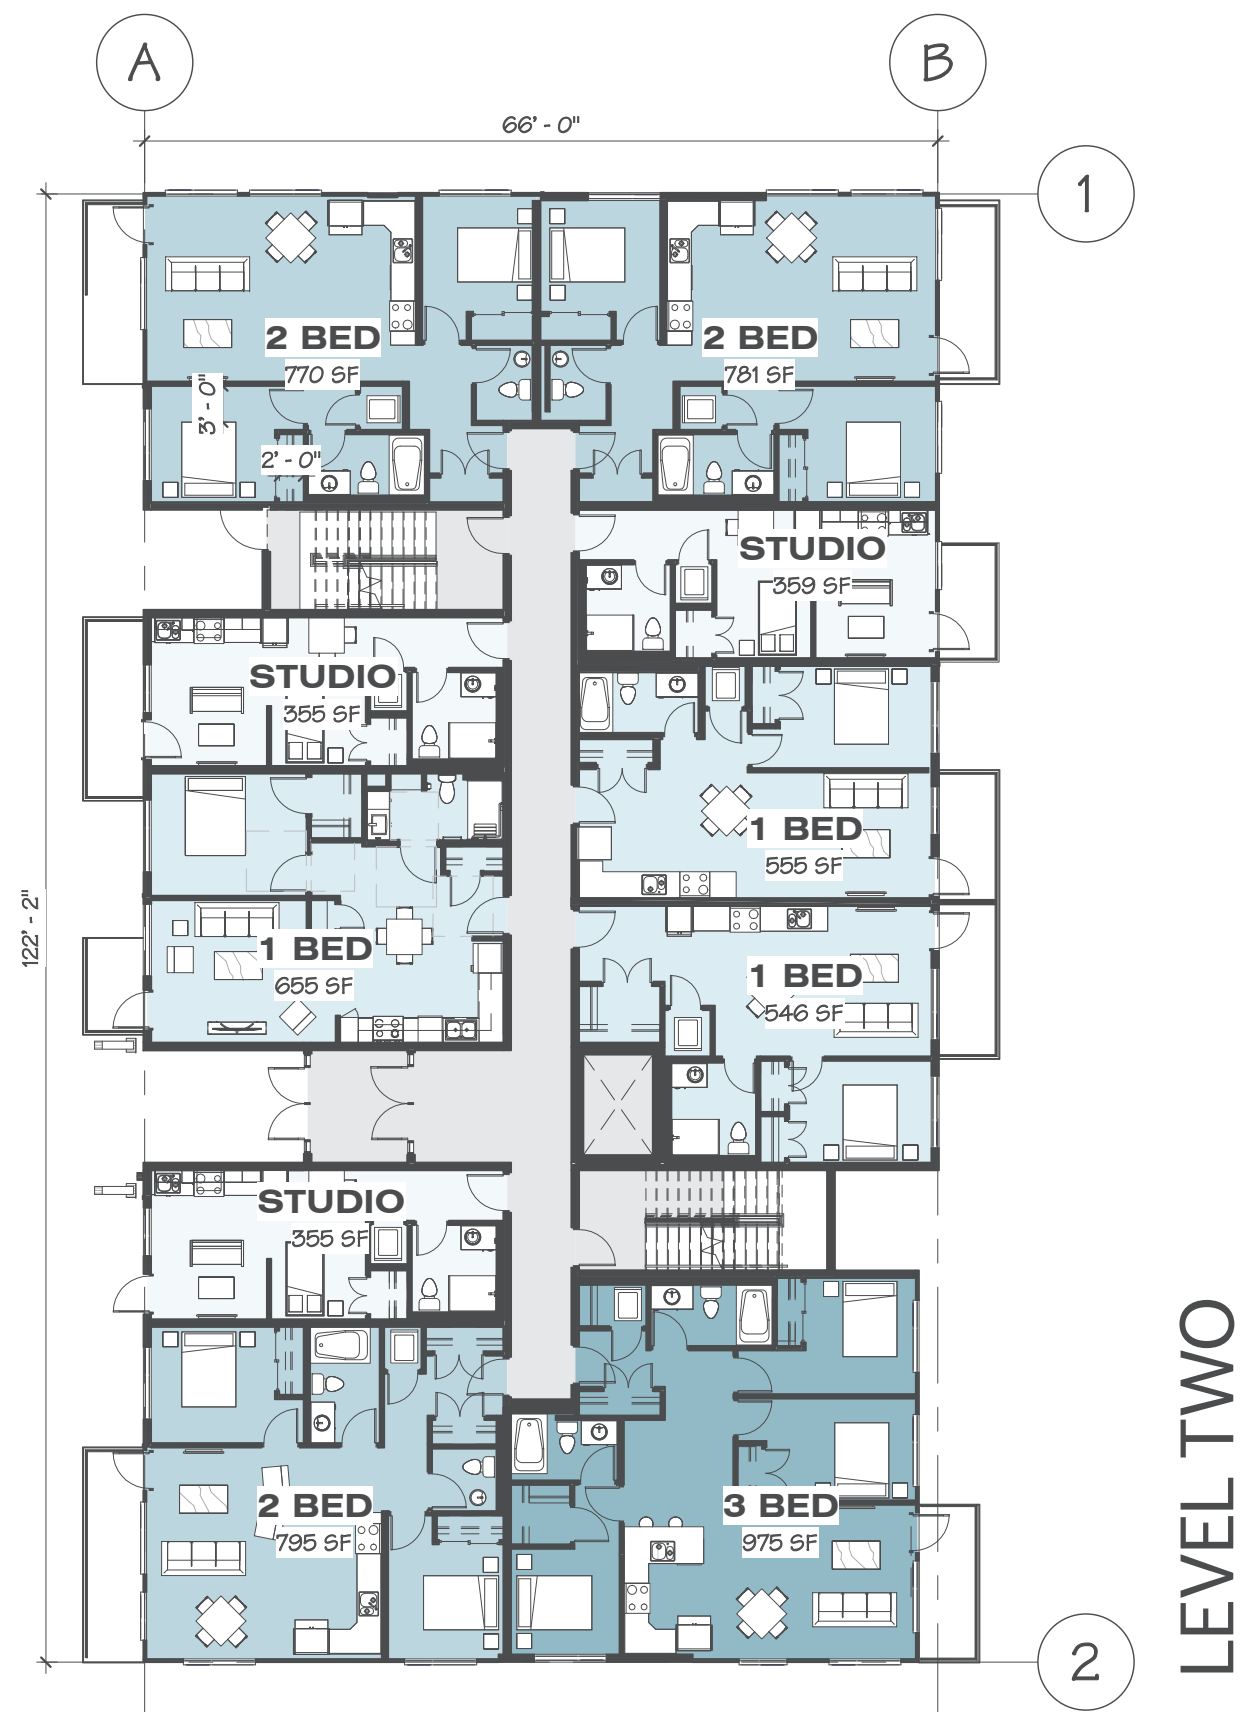 A
B
66' - 0"
1
2 BED
770 SF
2 BED
781 SF
3' - 0"
2' - 0"
STUDIO
359 SF
STUDIO
355 SF
1 BED
555 SF
122' - 2"
1 BED
655 SF
1 BED
546 SF
STUDIO
355 SF
2 BED
795 SF
3 BED
975 SF
LEVEL TWO
2